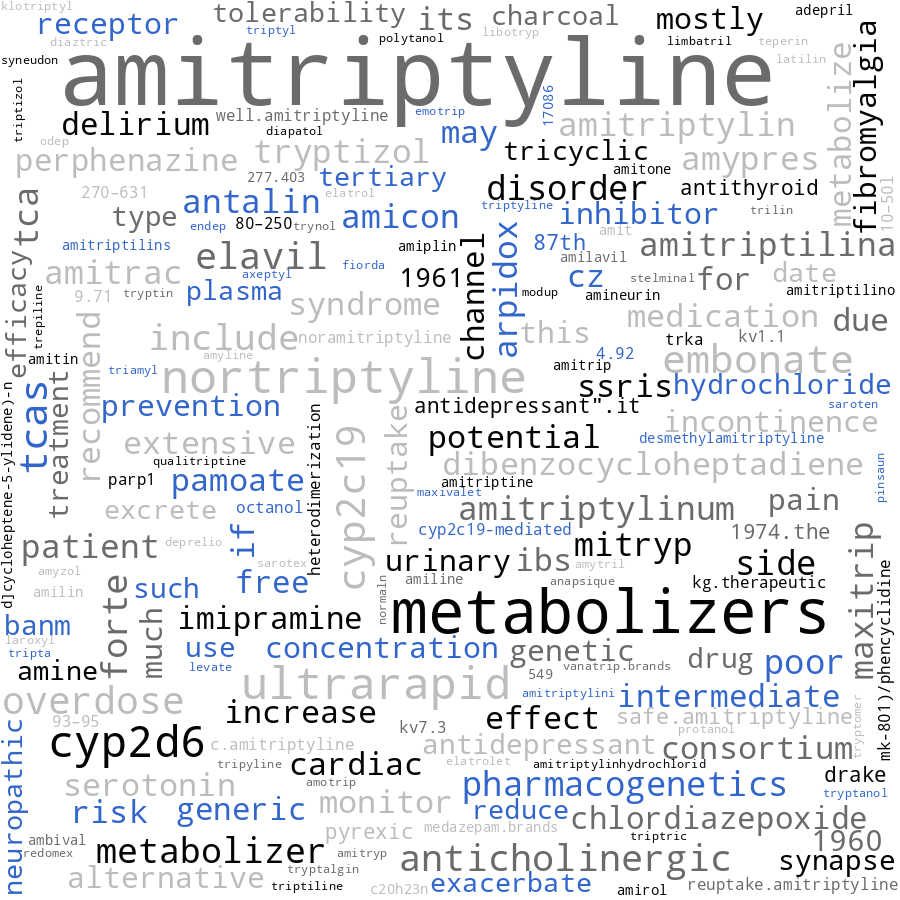 klotriptyl
receptor
tolerability
its
charcoal
mostly
adepril
triptyl
diaztric
polytanol
libotryp
limbatril
teperin
syneudon
amitriptyline
latilin
metabolize
fibromyalgia
triptizol
delirium
well.amitriptyline
emotrip
17086
diapatol
may
amitriptylin
odep
perphenazine
tryptizol
tricyclic
amypres
277.403
tertiary
amitone
270–631
antalin
elatrol
disorder
antithyroid
10–501
tca
type
endep
80–250
trynol
amicon
triptyline
inhibitor
trilin
amitriptilins
elavil
amiplin
channel
arpidox
87th
amit
amitriptilina
efficacy
amitrac
axeptyl
fiorda
1961
amilavil
cz
stelminal
for
date
9.71
tryptin
plasma
modup
amineurin
amitriptilino
trepiline
syndrome
medication
due
recommend
include
noramitriptyline
this
trka
kv1.1
amitin
amyline
4.92
embonate
triamyl
nortriptyline
amitrip
ssris
hydrochloride
tcas
treatment
prevention
antidepressant".it
saroten
d]cycloheptene-5-ylidene)-n
heterodimerization
cyp2c19
reuptake
incontinence
extensive
potential
desmethylamitriptyline
qualitriptine
dibenzocycloheptadiene
parp1
pamoate
amitriptine
maxivalet
pinsaun
excrete
octanol
amitriptylinum
pain
if
cyp2c19-mediated
1974.the
patient
deprelio
mitryp
maxitrip
urinary
ibs
side
sarotex
amytril
amyzol
free
normaln
amiline
anapsique
kg.therapeutic
mk-801)/phencyclidine
amilin
forte
such
much
imipramine
metabolizers
banm
laroxyl
tripta
use
concentration
genetic
drug
poor
levate
vanatrip.brands
amine
549
ultrarapid
amitriptylini
intermediate
overdose
increase
effect
safe.amitriptyline
tryptomer
93–95
kv7.3
protanol
neuropathic
cyp2d6
c.amitriptyline
antidepressant
consortium
tripyline
cardiac
elatrolet
amitriptylinhydrochlorid
drake
serotonin
amotrip
pharmacogenetics
tryptanol
risk
generic
monitor
reduce
chlordiazepoxide
pyrexic
medazepam.brands
triptric
1960
ambival
redomex
metabolizer
amitryp
anticholinergic
synapse
alternative
tryptalgin
triptiline
c20h23n
exacerbate
amirol
reuptake.amitriptyline